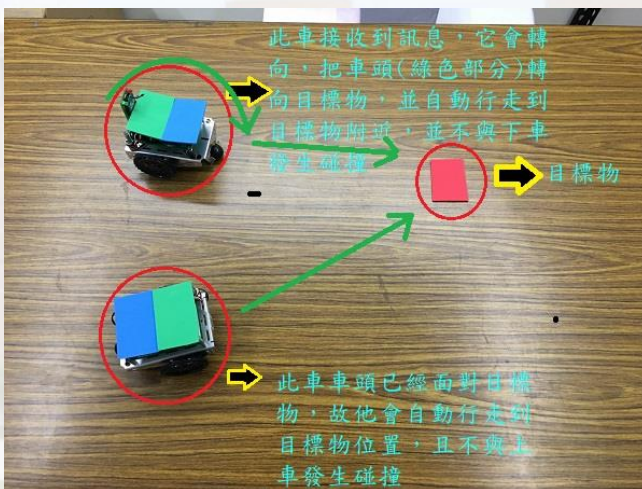 此車接收到訊息，它會轉
向，把車頭(綠色部分)轉
向目標物，並自動行走到
目標物附近，並不與下車
發生碰撞
目標物
此車車頭已經面對目標
物，故他會自動行走到
目標物位置，且不與上
車發生碰撞